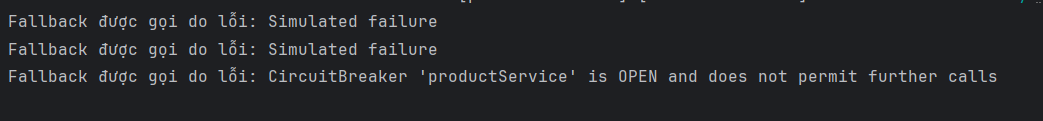 Fallback được gọi do lỗi: Simulated failure
Fallback được gọi do lỗi: Simulated failure
Fallback được gọi do lỗi: CircuitBreaker 'productService' is OPEN and does not permit further calls